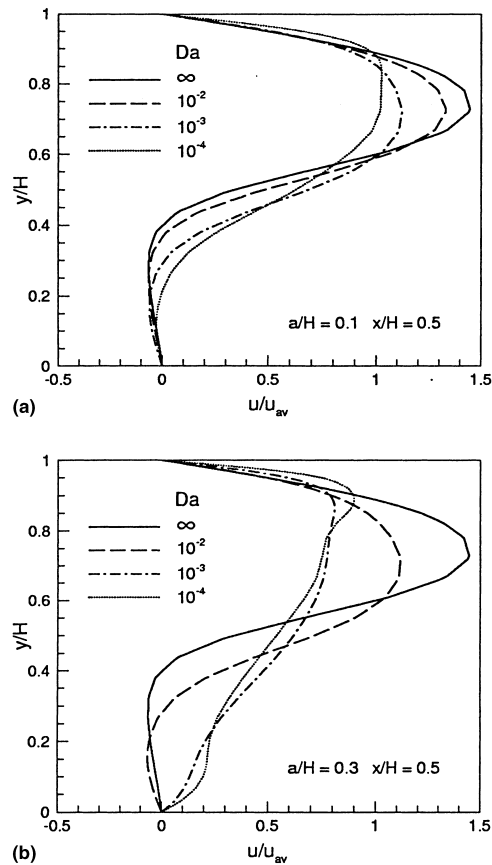 1
0.8
0.6
0.4
0.2
0
y/H
Da
∞
10⁻²
10⁻³
10⁻⁴
a/H = 0.1 x/H = 0.5
-0.5 0 0.5 1 1.5
u/u_av
(a)
1
0.8
0.6
0.4
0.2
0
y/H
Da
∞
10⁻²
10⁻³
10⁻⁴
a/H = 0.3 x/H = 0.5
-0.5 0 0.5 1 1.5
u/u_av
(b)